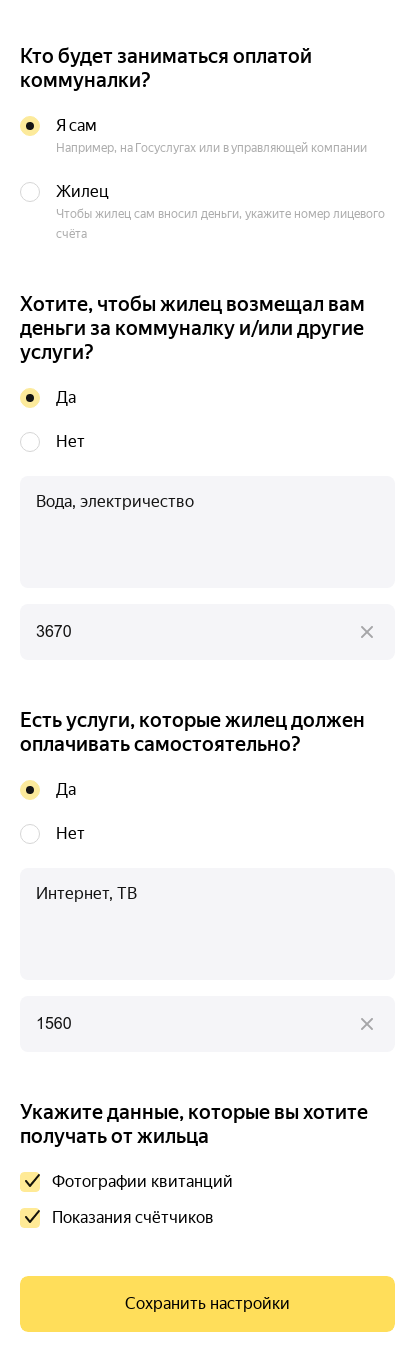 Кто будет заниматься оплатой
коммуналки?
Я сам
Например, на Госуслугах или в управляющей компании
Жилец
Чтобы жилец сам вносил деньги, укажите номер лицевого
счёта
Хотите, чтобы жилец возмещал вам
деньги за коммуналку и/или другие
услуги?
Да
Нет
Вода, электричество
3670
Есть услуги, которые жилец должен
оплачивать самостоятельно?
Да
Нет
Интернет, ТВ
1560
Укажите данные, которые вы хотите
получать от жильца
Фотографии квитанций
Показания счётчиков
Сохранить настройки